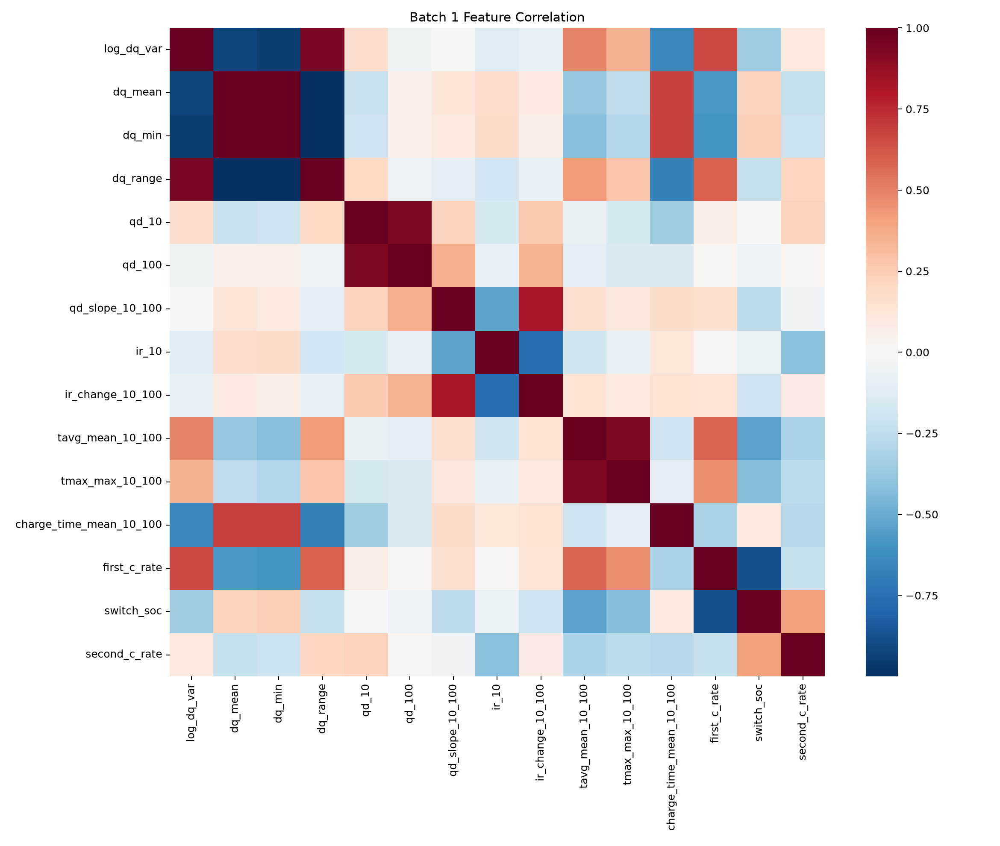 Batch 1 Feature Correlation
log_dq_var
dq_mean
dq_min
dq_range
qd_10
qd_100
qd_slope_10_100
ir_10
ir_change_10_100
tavg_mean_10_100
tmax_max_10_100
charge_time_mean_10_100
first_c_rate
switch_soc
second_c_rate
log_dq_var
dq_mean
dq_min
dq_range
qd_10
qd_100
qd_slope_10_100
ir_10
ir_change_10_100
tavg_mean_10_100
tmax_max_10_100
charge_time_mean_10_100
first_c_rate
switch_soc
second_c_rate
1.00
0.75
0.50
0.25
0.00
−0.25
−0.50
−0.75